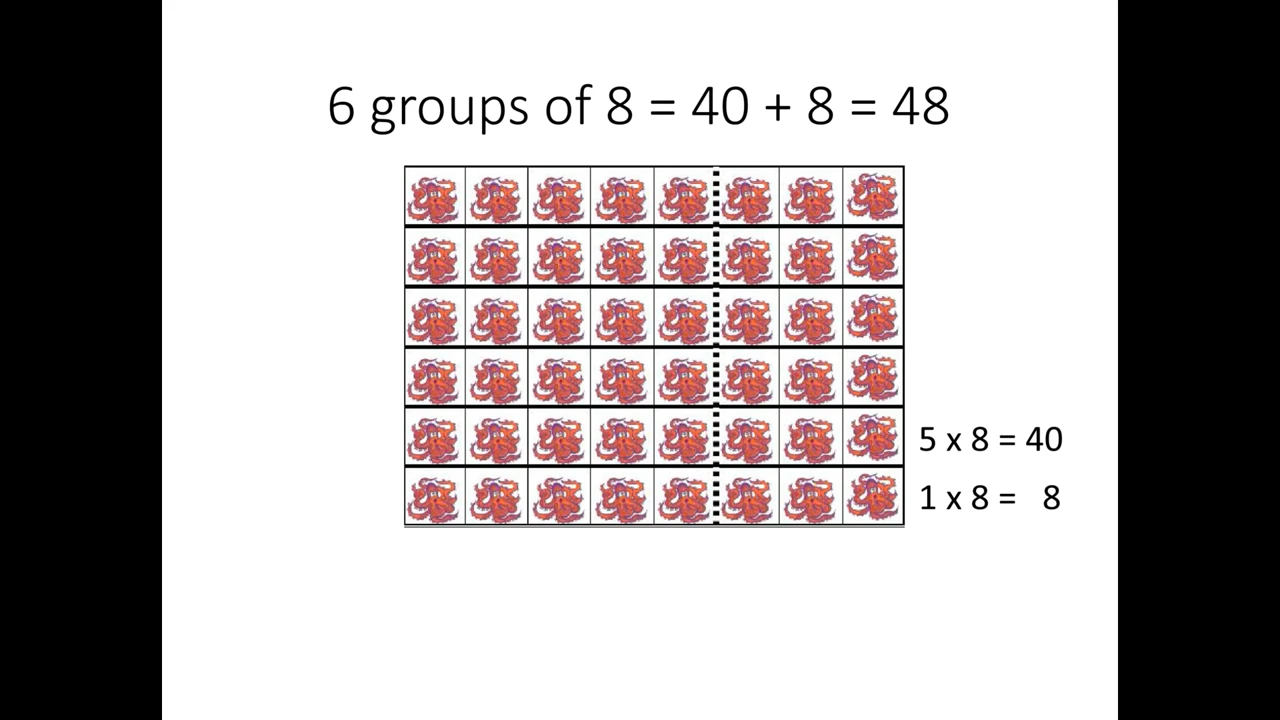 6 groups of 8 = 40 + 8 = 48
5 x 8 = 40
1 x 8 = 8